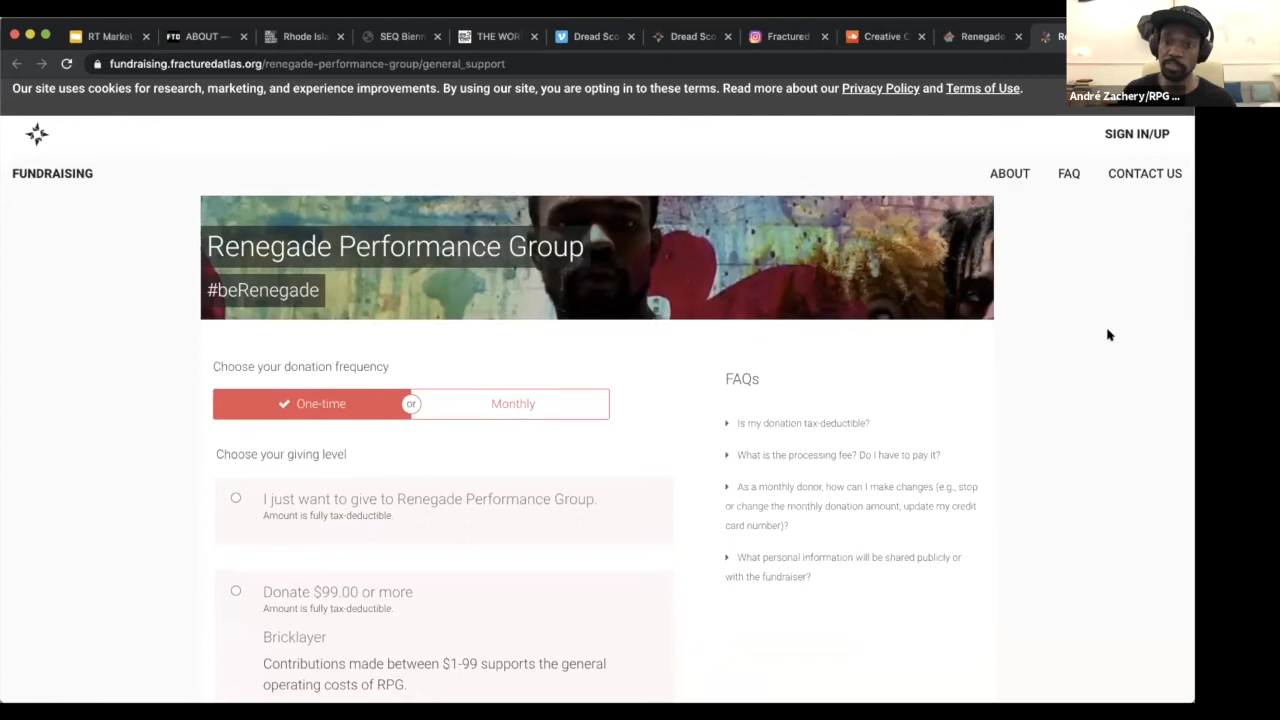 RT Market
FTD ABOUT —
Rhode Isla
SEQ Bienn
THE WOR
Dread Sco
Dread Sco
Fractured
Creative C
Renegade
Re
fundraising.fracturedatlas.org/renegade-performance-group/general_support
Our site uses cookies for research, marketing, and experience improvements. By using our site, you are opting in to these terms. Read more about our Privacy Policy and Terms of Use.
André Zachery/RPG ...
SIGN IN/UP
FUNDRAISING
ABOUT
FAQ
CONTACT US
Renegade Performance Group
#beRenegade
Choose your donation frequency
One-time
or
Monthly
Choose your giving level
I just want to give to Renegade Performance Group.
Amount is fully tax-deductible.
Donate $99.00 or more
Amount is fully tax-deductible.
Bricklayer
Contributions made between $1-99 supports the general
operating costs of RPG.
FAQs
Is my donation tax-deductible?
What is the processing fee? Do I have to pay it?
As a monthly donor, how can I make changes (e.g., stop
or change the monthly donation amount, update my credit
card number)?
What personal information will be shared publicly or
with the fundraiser?